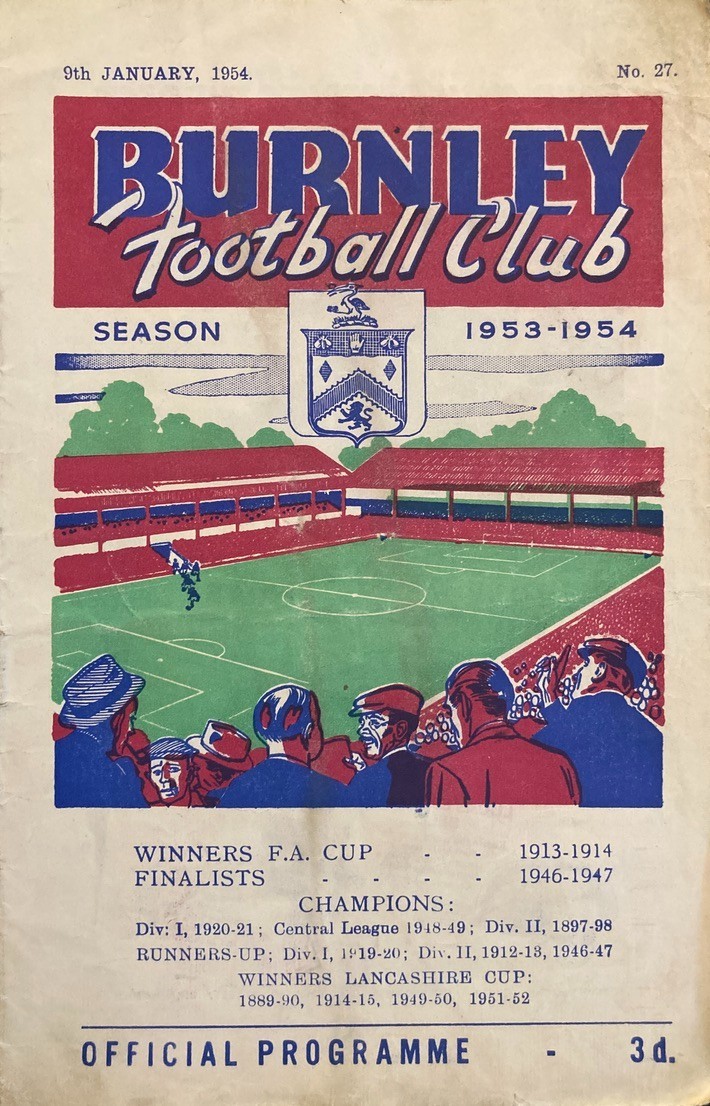 9th JANUARY, 1954. No. 27.
BURNLEY
Football Club
SEASON 1953-1954
WINNERS F.A. CUP - - 1913-1914
FINALISTS - - - - 1946-1947
CHAMPIONS:
Div: I, 1920-21; Central League 1948-49; Div. II, 1897-98
RUNNERS-UP; Div. I, 1919-20; Div. II, 1912-13, 1946-47
WINNERS LANCASHIRE CUP:
1889-90, 1914-15, 1949-50, 1951-52
OFFICIAL PROGRAMME - 3d.